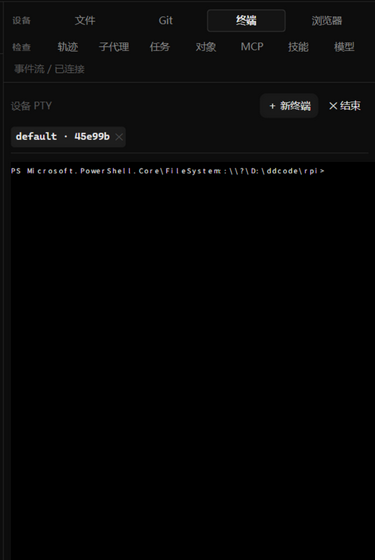 设备 文件 Git 终端 浏览器
检查 轨迹 子代理 任务 对象 MCP 技能 模型
事件流 / 已连接
设备 PTY + 新终端 × 结束
default · 45e99b ×
PS Microsoft.PowerShell.Core\FileSystem::\\?\D:\ddcode\rpi>